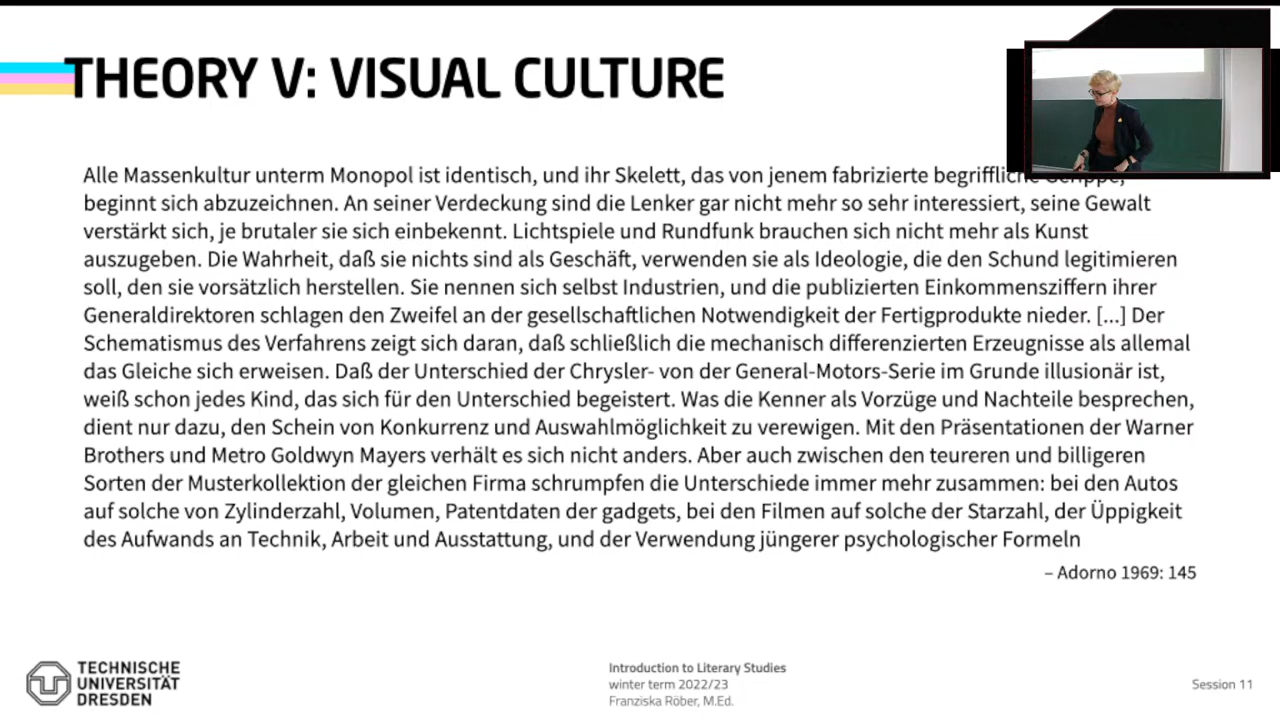 THEORY V: VISUAL CULTURE
Alle Massenkultur unterm Monopol ist identisch, und ihr Skelett, das von jenem fabrizierte begriffliche Gerippe,
beginnt sich abzuzeichnen. An seiner Verdeckung sind die Lenker gar nicht mehr so sehr interessiert, seine Gewalt
verstärkt sich, je brutaler sie sich einbekennt. Lichtspiele und Rundfunk brauchen sich nicht mehr als Kunst
auszugeben. Die Wahrheit, daß sie nichts sind als Geschäft, verwenden sie als Ideologie, die den Schund legitimieren
soll, den sie vorsätzlich herstellen. Sie nennen sich selbst Industrien, und die publizierten Einkommensziffern ihrer
Generaldirektoren schlagen den Zweifel an der gesellschaftlichen Notwendigkeit der Fertigprodukte nieder. [...] Der
Schematismus des Verfahrens zeigt sich daran, daß schließlich die mechanisch differenzierten Erzeugnisse als allemal
das Gleiche sich erweisen. Daß der Unterschied der Chrysler- von der General-Motors-Serie im Grunde illusionär ist,
weiß schon jedes Kind, das sich für den Unterschied begeistert. Was die Kenner als Vorzüge und Nachteile besprechen,
dient nur dazu, den Schein von Konkurrenz und Auswahlmöglichkeit zu verewigen. Mit den Präsentationen der Warner
Brothers und Metro Goldwyn Mayers verhält es sich nicht anders. Aber auch zwischen den teureren und billigeren
Sorten der Musterkollektion der gleichen Firma schrumpfen die Unterschiede immer mehr zusammen: bei den Autos
auf solche von Zylinderzahl, Volumen, Patentdaten der gadgets, bei den Filmen auf solche der Starzahl, der Üppigkeit
des Aufwands an Technik, Arbeit und Ausstattung, und der Verwendung jüngerer psychologischer Formeln
– Adorno 1969: 145
TECHNISCHE
UNIVERSITÄT
DRESDEN
Introduction to Literary Studies
winter term 2022/23
Franziska Röber, M.Ed.
Session 11